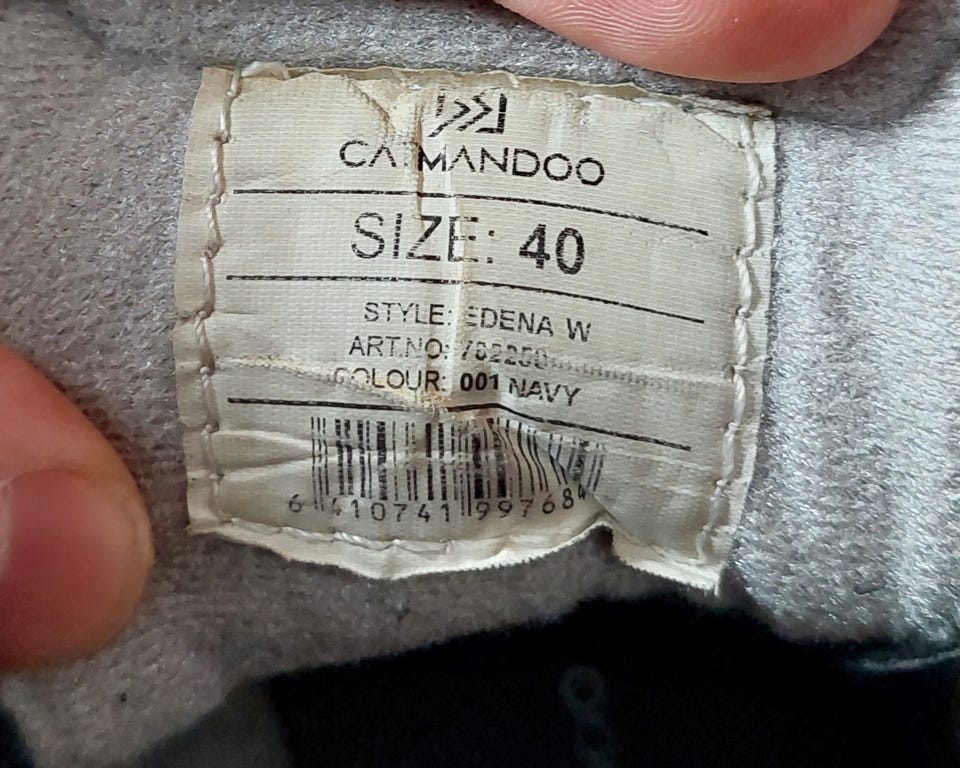 CATMANDOO
SIZE: 40
STYLE: EDENA W
ART.NO:
COLOUR: 001 NAVY
6 410741 997684